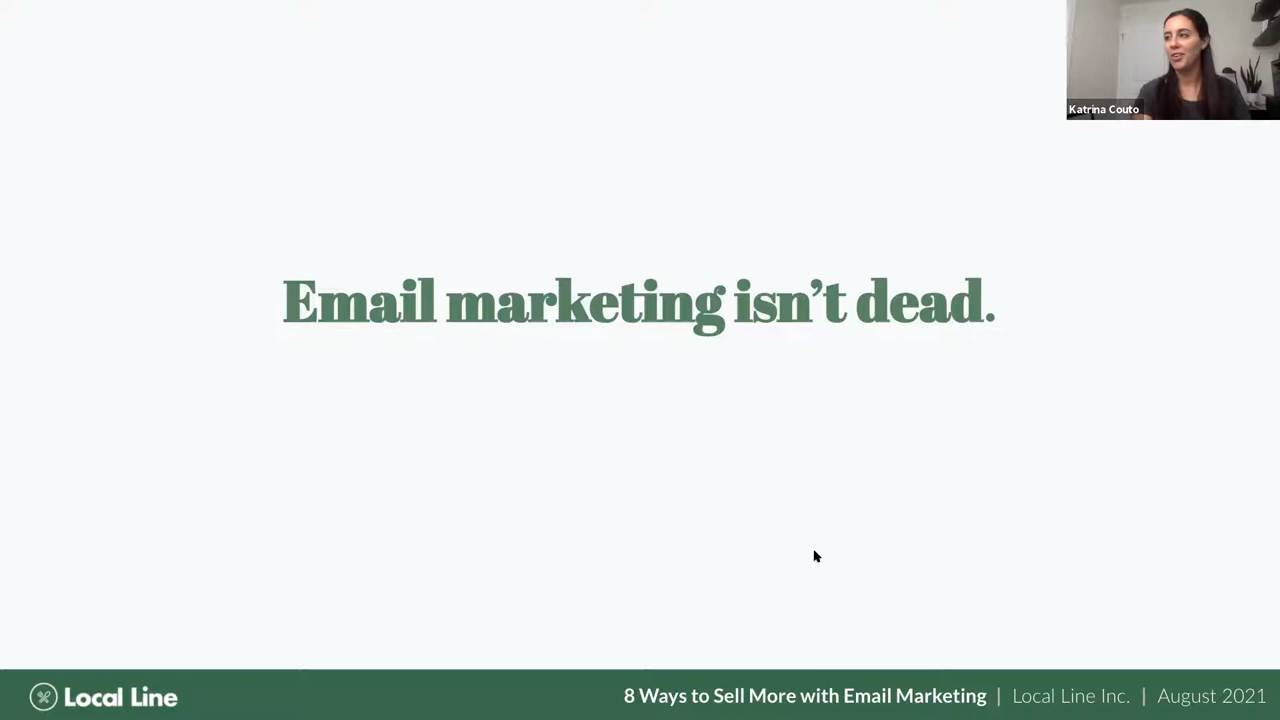 Katrina Couto
Email marketing isn’t dead.
Local Line
8 Ways to Sell More with Email Marketing | Local Line Inc. | August 2021